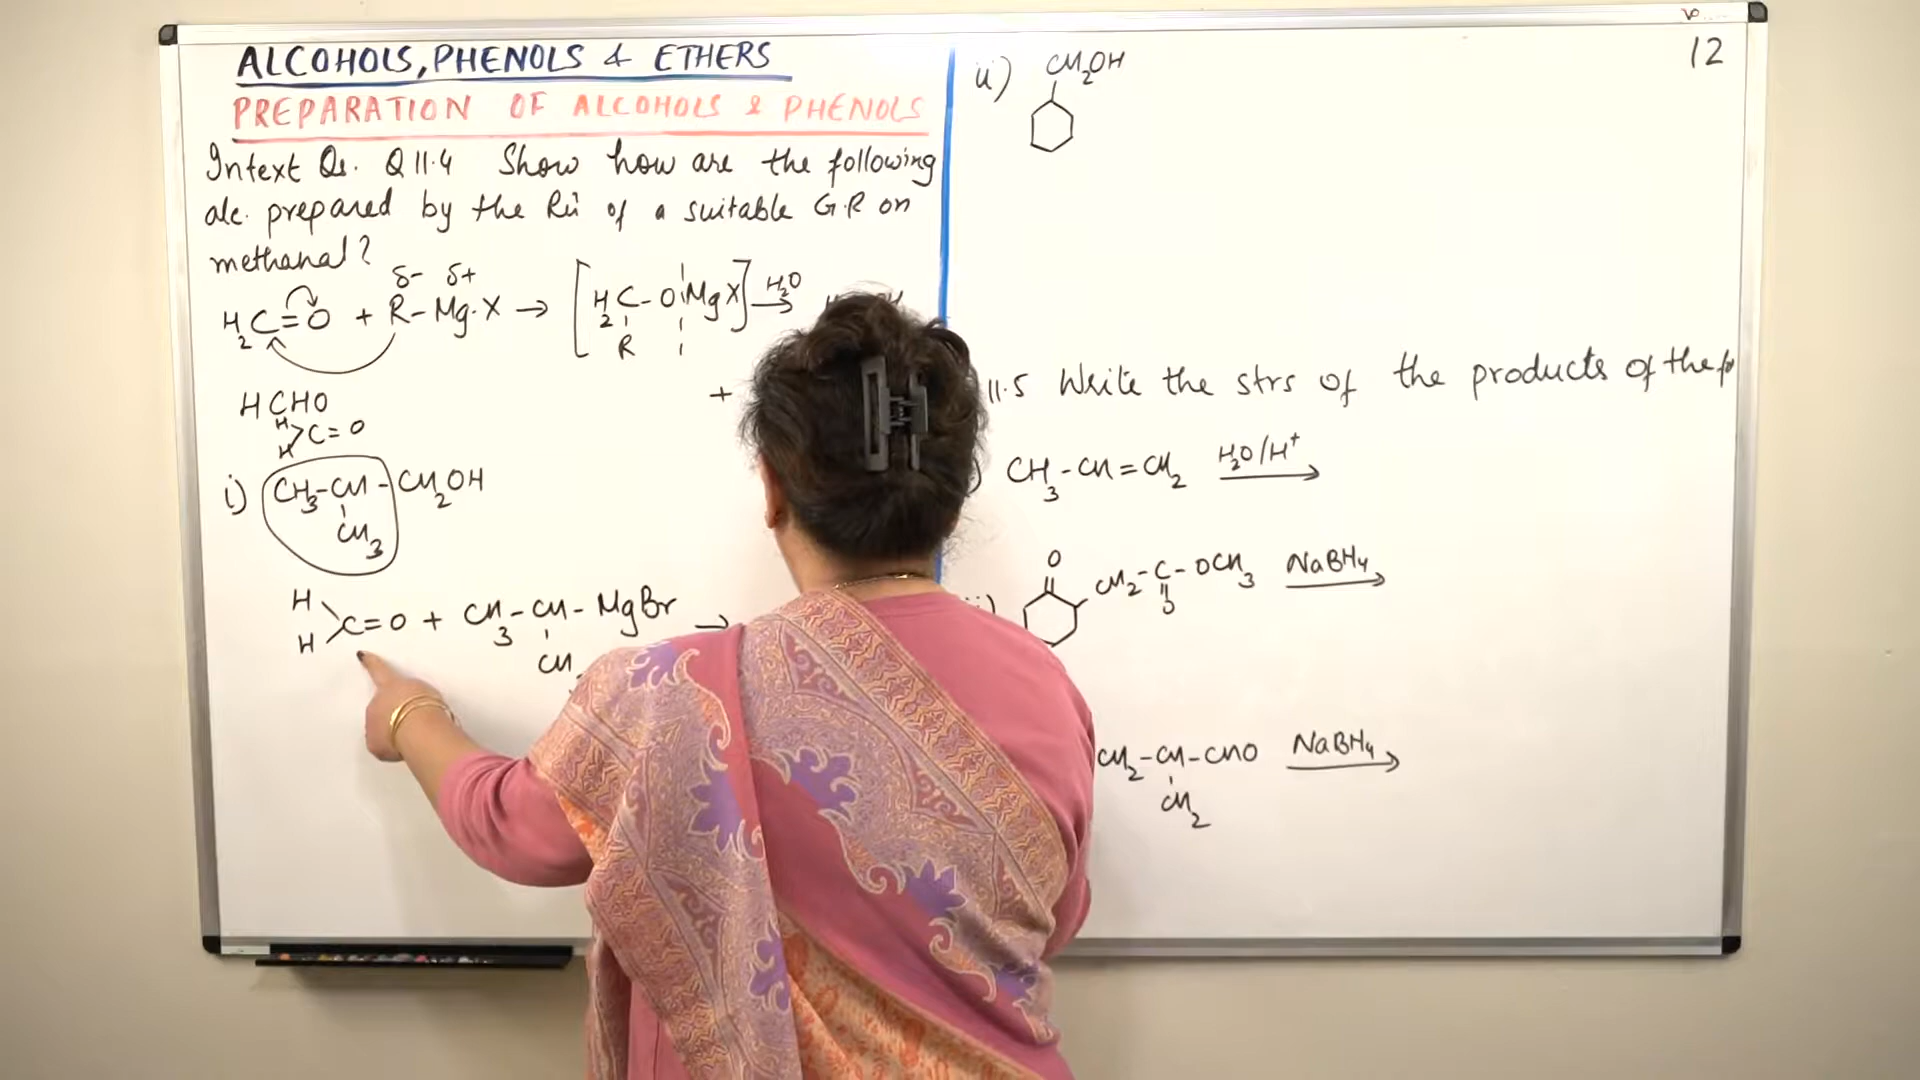 ALCOHOLS, PHENOLS & ETHERS
PREPARATION OF ALCOHOLS & PHENOLS
Intext Qs. Q 11.4 Show how are the following
alc. prepared by the Rn of a suitable G.R on
methanal?
δ- δ+
H2C=O + R-Mg.X → [H2C-O MgX] H2O →
R
+
HCHO
H
C=O
H
i) CH3-CH-CH2OH
CH3
H
C=O + CH3-CH-MgBr →
H
CH
12
ii) CH2OH
11.5 Write the strs of the products of the fo
CH3-CH=CH2 H2O/H+ →
O
CH2-C-OCH3 NaBH4 →
O
CH2-CH-CHO NaBH4 →
CH2